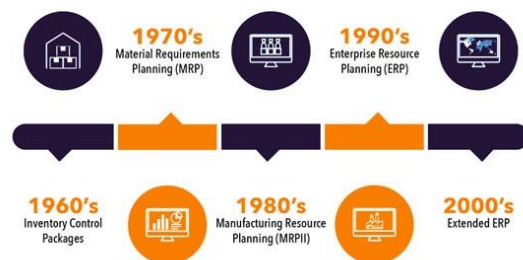 1970's
Material Requirements
Planning (MRP)
1990's
Enterprise Resource
Planning (ERP)
1960's
Inventory Control
Packages
1980's
Manufacturing Resource
Planning (MRPII)
2000's
Extended ERP